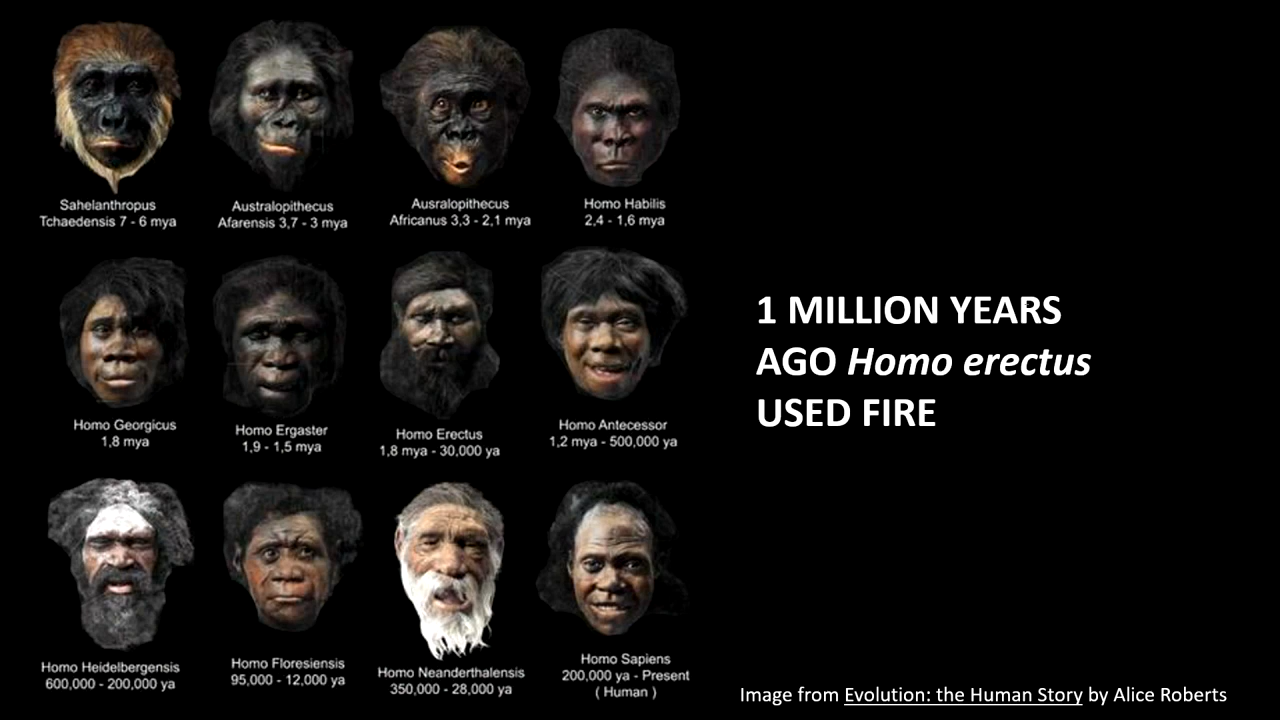 Sahelanthropus
Tchaedensis 7 - 6 mya
Australopithecus
Afarensis 3,7 - 3 mya
Ausralopithecus
Africanus 3,3 - 2,1 mya
Homo Habilis
2,4 - 1,6 mya
Homo Georgicus
1,8 mya
Homo Ergaster
1,9 - 1,5 mya
Homo Erectus
1,8 mya - 30,000 ya
Homo Antecessor
1,2 mya - 500,000 ya
Homo Heidelbergensis
600,000 - 200,000 ya
Homo Floresiensis
95,000 - 12,000 ya
Homo Neanderthalensis
350,000 - 28,000 ya
Homo Sapiens
200,000 ya - Present
( Human )
1 MILLION YEARS
AGO Homo erectus
USED FIRE
Image from Evolution: the Human Story by Alice Roberts